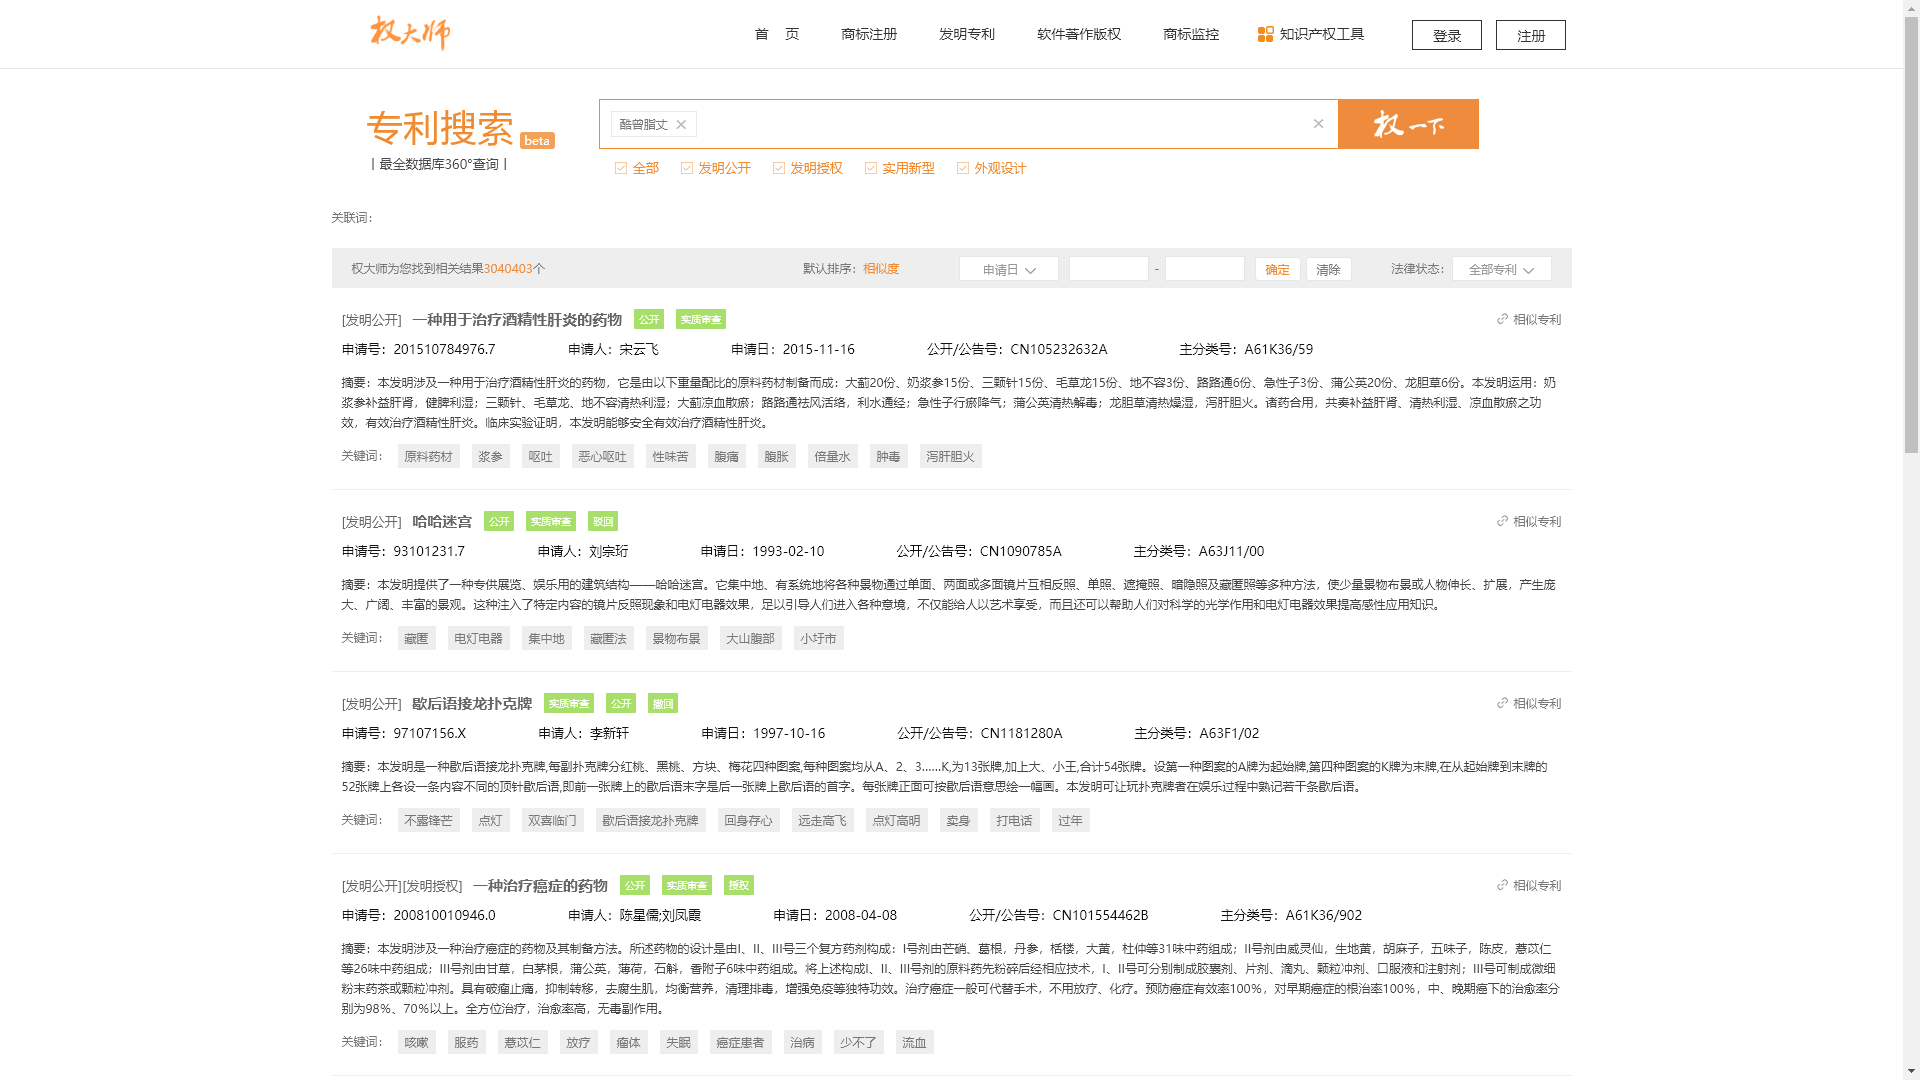 权大师
首 页
商标注册
发明专利
软件著作版权
商标监控
知识产权工具
登录
注册
专利搜索 beta
丨最全数据库360°查询丨
酷曾脂丈
权一下
全部 发明公开 发明授权 实用新型 外观设计
关联词：
权大师为您找到相关结果3040403个 默认排序：相似度 申请日 - 确定 清除 法律状态： 全部专利
[发明公开] 一种用于治疗酒精性肝炎的药物 公开 实质审查 相似专利
申请号：201510784976.7 申请人：宋云飞 申请日：2015-11-16 公开/公告号：CN105232632A 主分类号：A61K36/59
摘要：本发明涉及一种用于治疗酒精性肝炎的药物，它是由以下重量配比的原料药材制备而成：大蓟20份、奶浆参15份、三颗针15份、毛草龙15份、地不容3份、路路通6份、急性子3份、蒲公英20份、龙胆草6份。本发明运用：奶
浆参补益肝肾，健脾利湿；三颗针、毛草龙、地不容清热利湿；大蓟凉血散瘀；路路通祛风活络，利水通经；急性子行瘀降气；蒲公英清热解毒；龙胆草清热燥湿，泻肝胆火。诸药合用，共奏补益肝肾、清热利湿、凉血散瘀之功
效，有效治疗酒精性肝炎。临床实验证明，本发明能够安全有效治疗酒精性肝炎。
关键词： 原料药材 浆参 呕吐 恶心呕吐 性味苦 腹痛 腹胀 倍量水 肿毒 泻肝胆火
[发明公开] 哈哈迷宫 公开 实质审查 驳回 相似专利
申请号：93101231.7 申请人：刘宗珩 申请日：1993-02-10 公开/公告号：CN1090785A 主分类号：A63J11/00
摘要：本发明提供了一种专供展览、娱乐用的建筑结构——哈哈迷宫。它集中地、有系统地将各种景物通过单面、两面或多面镜片互相反照、单照、遮掩照、暗隐照及藏匿照等多种方法，使少量景物布景或人物伸长、扩展，产生庞
大、广阔、丰富的景观。这种注入了特定内容的镜片反照现象和电灯电器效果，足以引导人们进入各种意境，不仅能给人以艺术享受，而且还可以帮助人们对科学的光学作用和电灯电器效果提高感性应用知识。
关键词： 藏匿 电灯电器 集中地 藏匿法 景物布景 大山腹部 小圩市
[发明公开] 歇后语接龙扑克牌 实质审查 公开 撤回 相似专利
申请号：97107156.X 申请人：李新轩 申请日：1997-10-16 公开/公告号：CN1181280A 主分类号：A63F1/02
摘要：本发明是一种歇后语接龙扑克牌,每副扑克牌分红桃、黑桃、方块、梅花四种图案,每种图案均从A、2、3……K,为13张牌,加上大、小王,合计54张牌。设第一种图案的A牌为起始牌,第四种图案的K牌为末牌,在从起始牌到末牌的
52张牌上各设一条内容不同的顶针歇后语,即前一张牌上的歇后语末字是后一张牌上歇后语的首字。每张牌正面可按歇后语意思绘一幅画。本发明可让玩扑克牌者在娱乐过程中熟记若干条歇后语。
关键词： 不露锋芒 点灯 双喜临门 歇后语接龙扑克牌 回身存心 远走高飞 点灯高明 卖身 打电话 过年
[发明公开][发明授权] 一种治疗癌症的药物 公开 实质审查 授权 相似专利
申请号：200810010946.0 申请人：陈星儒;刘凤霞 申请日：2008-04-08 公开/公告号：CN101554462B 主分类号：A61K36/902
摘要：本发明涉及一种治疗癌症的药物及其制备方法。所述药物的设计是由I、II、III号三个复方药剂构成：I号剂由芒硝、葛根，丹参，栝楼，大黄，杜仲等31味中药组成；II号剂由威灵仙，生地黄，胡麻子，五味子，陈皮，薏苡仁
等26味中药组成；III号剂由甘草，白茅根，蒲公英，薄荷，石斛，香附子6味中药组成。将上述构成I、II、III号剂的原料药先粉碎后经相应技术，I、II号可分别制成胶囊剂、片剂、滴丸、颗粒冲剂、口服液和注射剂；III号可制成微细
粉末药茶或颗粒冲剂。具有破瘤止痛，抑制转移，去腐生肌，均衡营养，清理排毒，增强免疫等独特功效。治疗癌症一般可代替手术，不用放疗、化疗。预防癌症有效率100%，对早期癌症的根治率100%，中、晚期癌下的治愈率分
别为98%、70%以上。全方位治疗，治愈率高，无毒副作用。
关键词： 咳嗽 服药 薏苡仁 放疗 瘤体 失眠 癌症患者 治病 少不了 流血